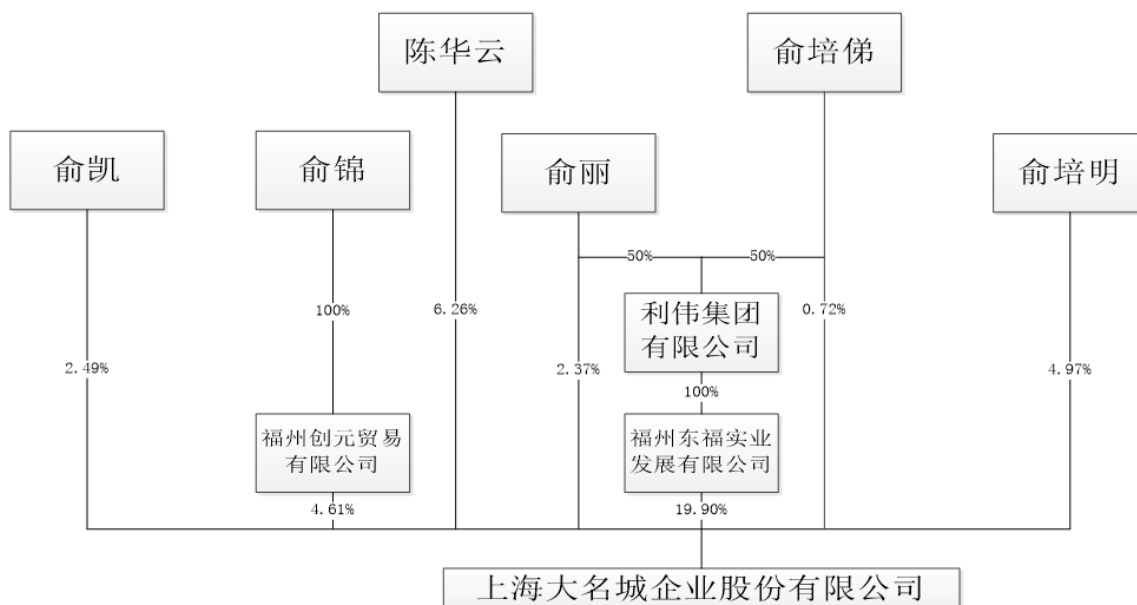 陈华云
俞培俤
俞凯
俞锦
俞丽
俞培明
50%
50%
100%
6.26%
利伟集团
有限公司
0.72%
2.49%
2.37%
4.97%
100%
福州创元贸易
有限公司
福州东福实业
发展有限公司
4.61%
19.90%
上海大名城企业股份有限公司